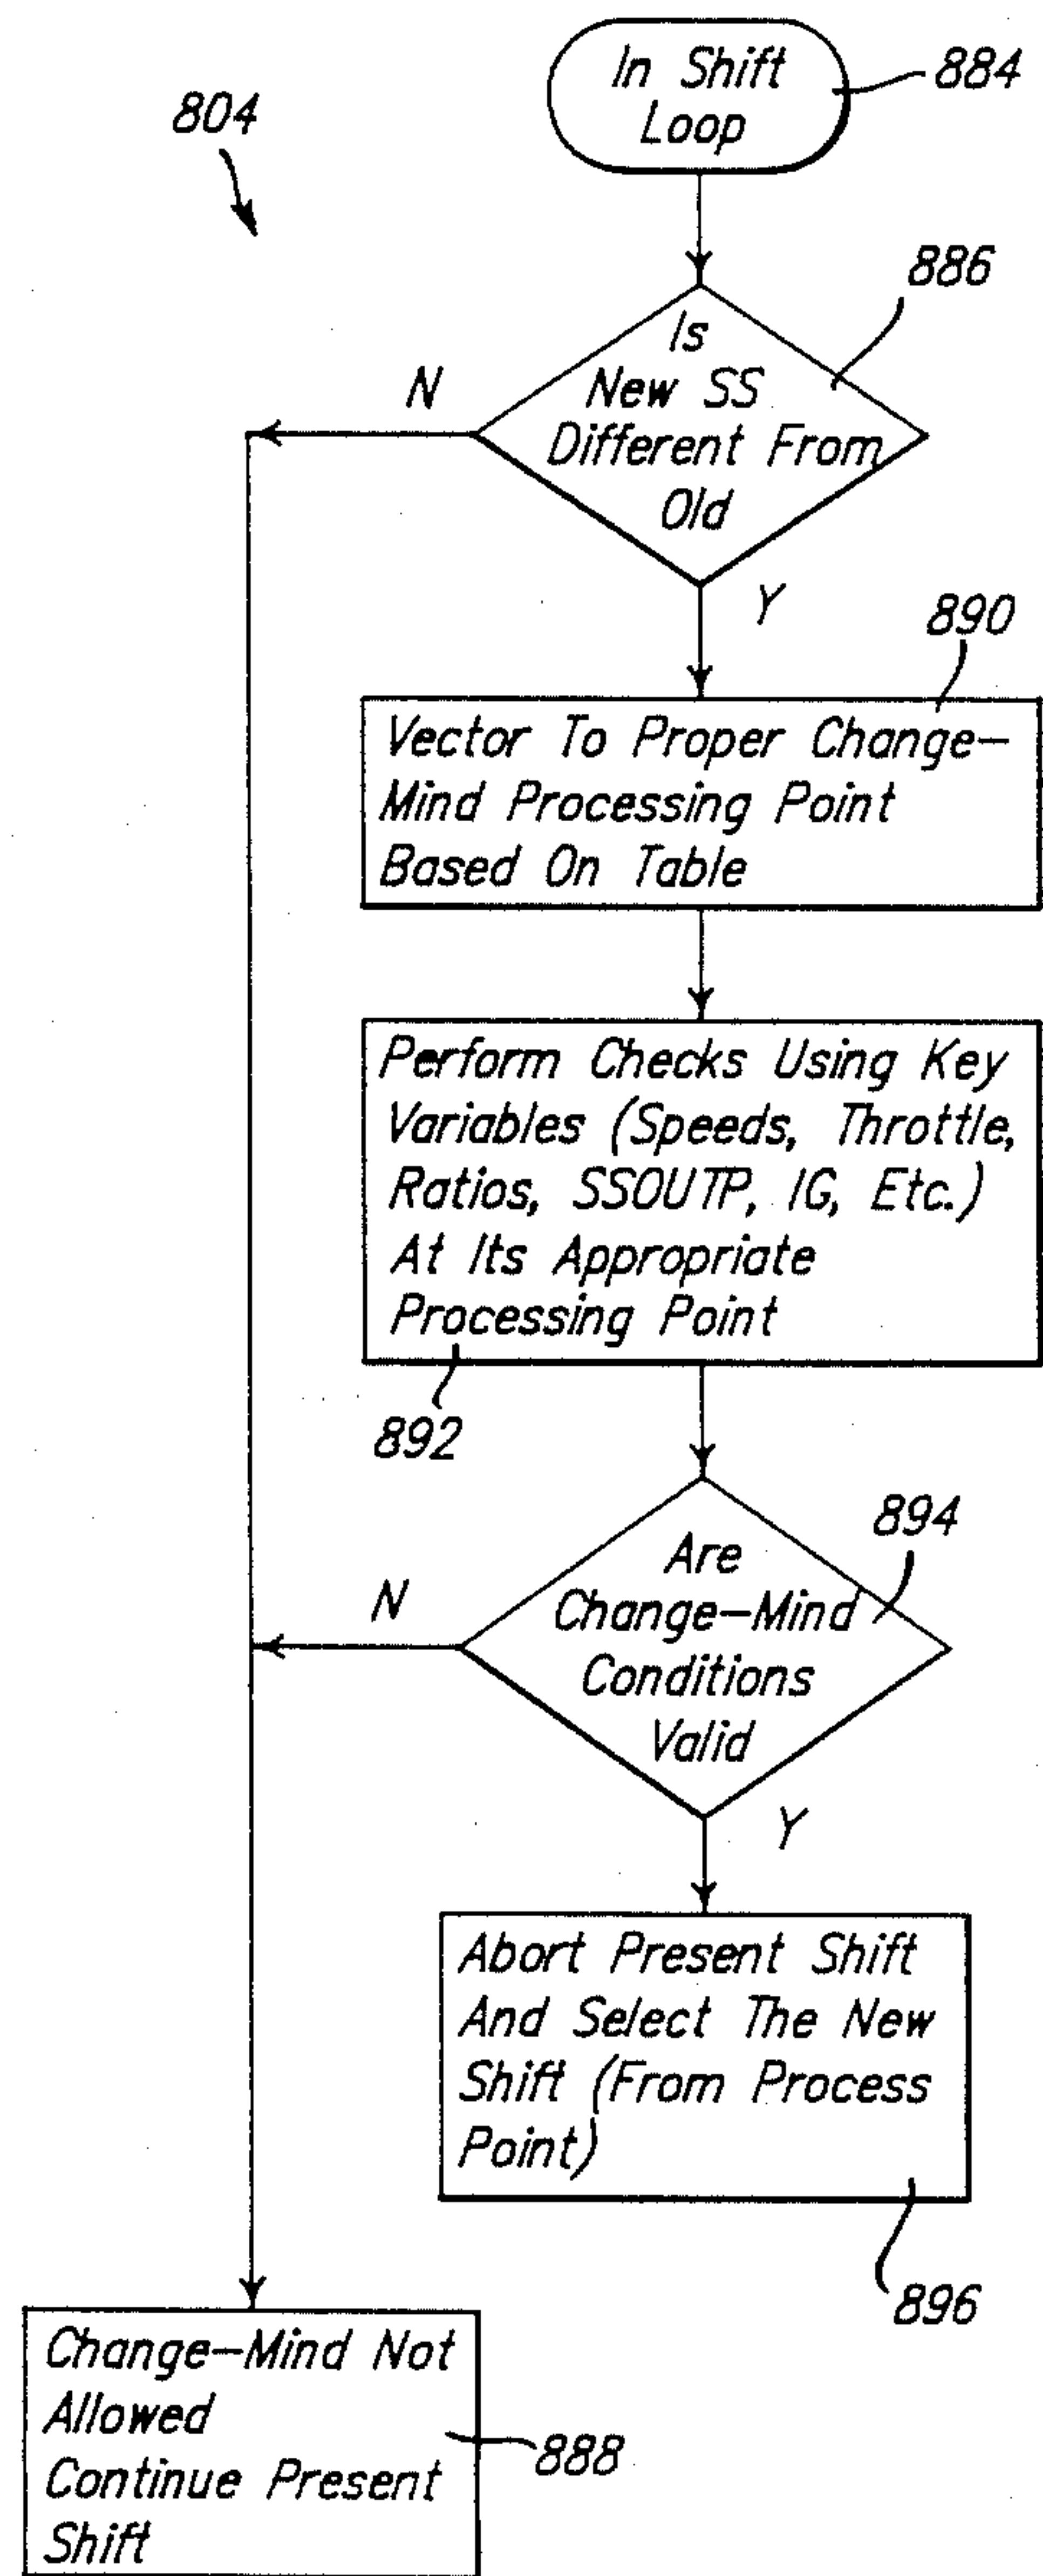 In Shift
Loop
884
804
886
Is
New SS
Different From
Old
N
Y
890
Vector To Proper Change-
Mind Processing Point
Based On Table
Perform Checks Using Key
Variables (Speeds, Throttle,
Ratios, SSOUTP, IG, Etc.)
At Its Appropriate
Processing Point
892
894
Are
Change-Mind
Conditions
Valid
N
Y
Abort Present Shift
And Select The New
Shift (From Process
Point)
896
Change-Mind Not
Allowed
Continue Present
Shift
888